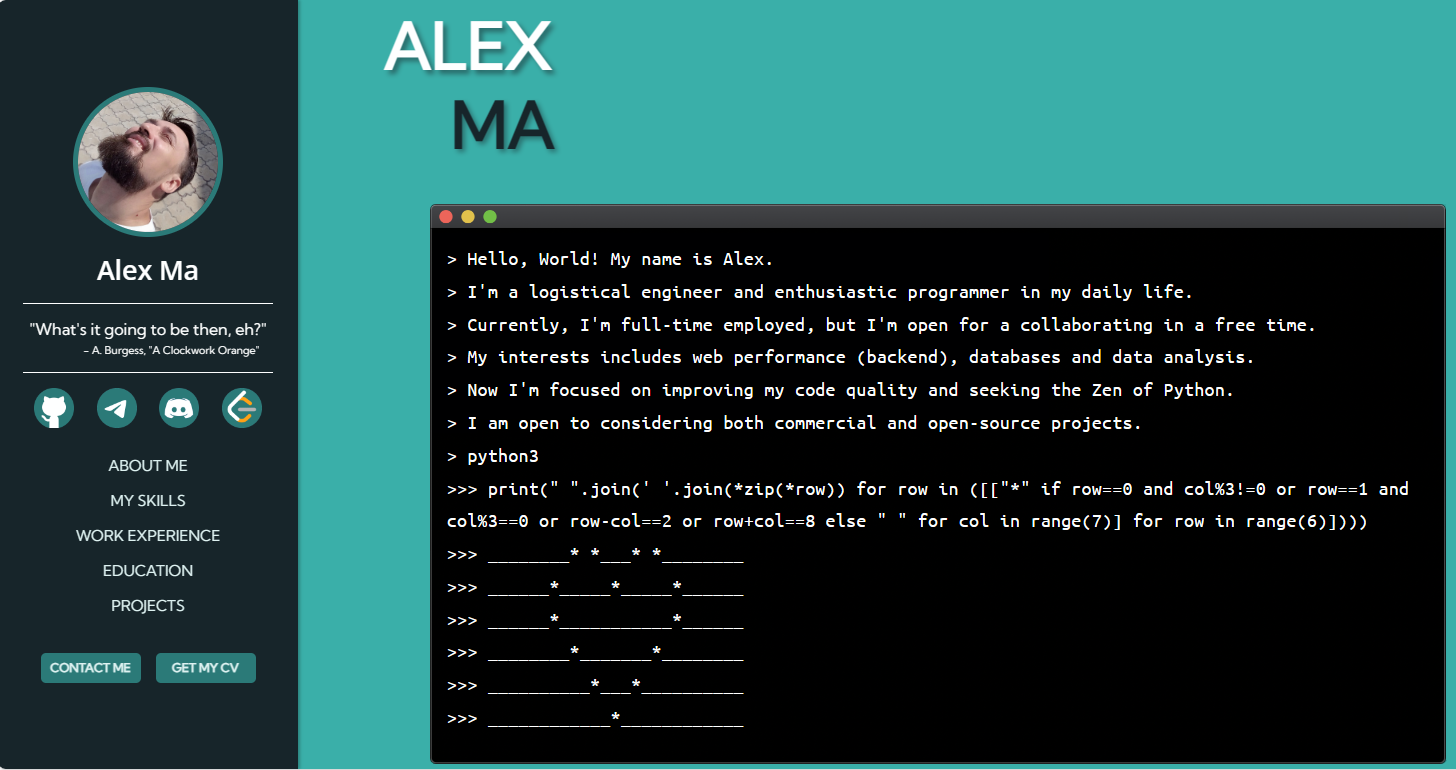 ALEX
MA
Alex Ma
"What's it going to be then, eh?"
– A. Burgess, "A Clockwork Orange"
ABOUT ME
MY SKILLS
WORK EXPERIENCE
EDUCATION
PROJECTS
CONTACT ME
GET MY CV
> Hello, World! My name is Alex.
> I'm a logistical engineer and enthusiastic programmer in my daily life.
> Currently, I'm full-time employed, but I'm open for a collaborating in a free time.
> My interests includes web performance (backend), databases and data analysis.
> Now I'm focused on improving my code quality and seeking the Zen of Python.
> I am open to considering both commercial and open-source projects.
> python3
>>> print(" ".join(' '.join(*zip(*row)) for row in ([["*" if row==0 and col%3!=0 or row==1 and
col%3==0 or row-col==2 or row+col==8 else " " for col in range(7)] for row in range(6)])))
>>> ________* *___* *________
>>> ______*_____*_____*______
>>> ______*___________*______
>>> ________*_______*________
>>> __________*___*__________
>>> ____________*____________